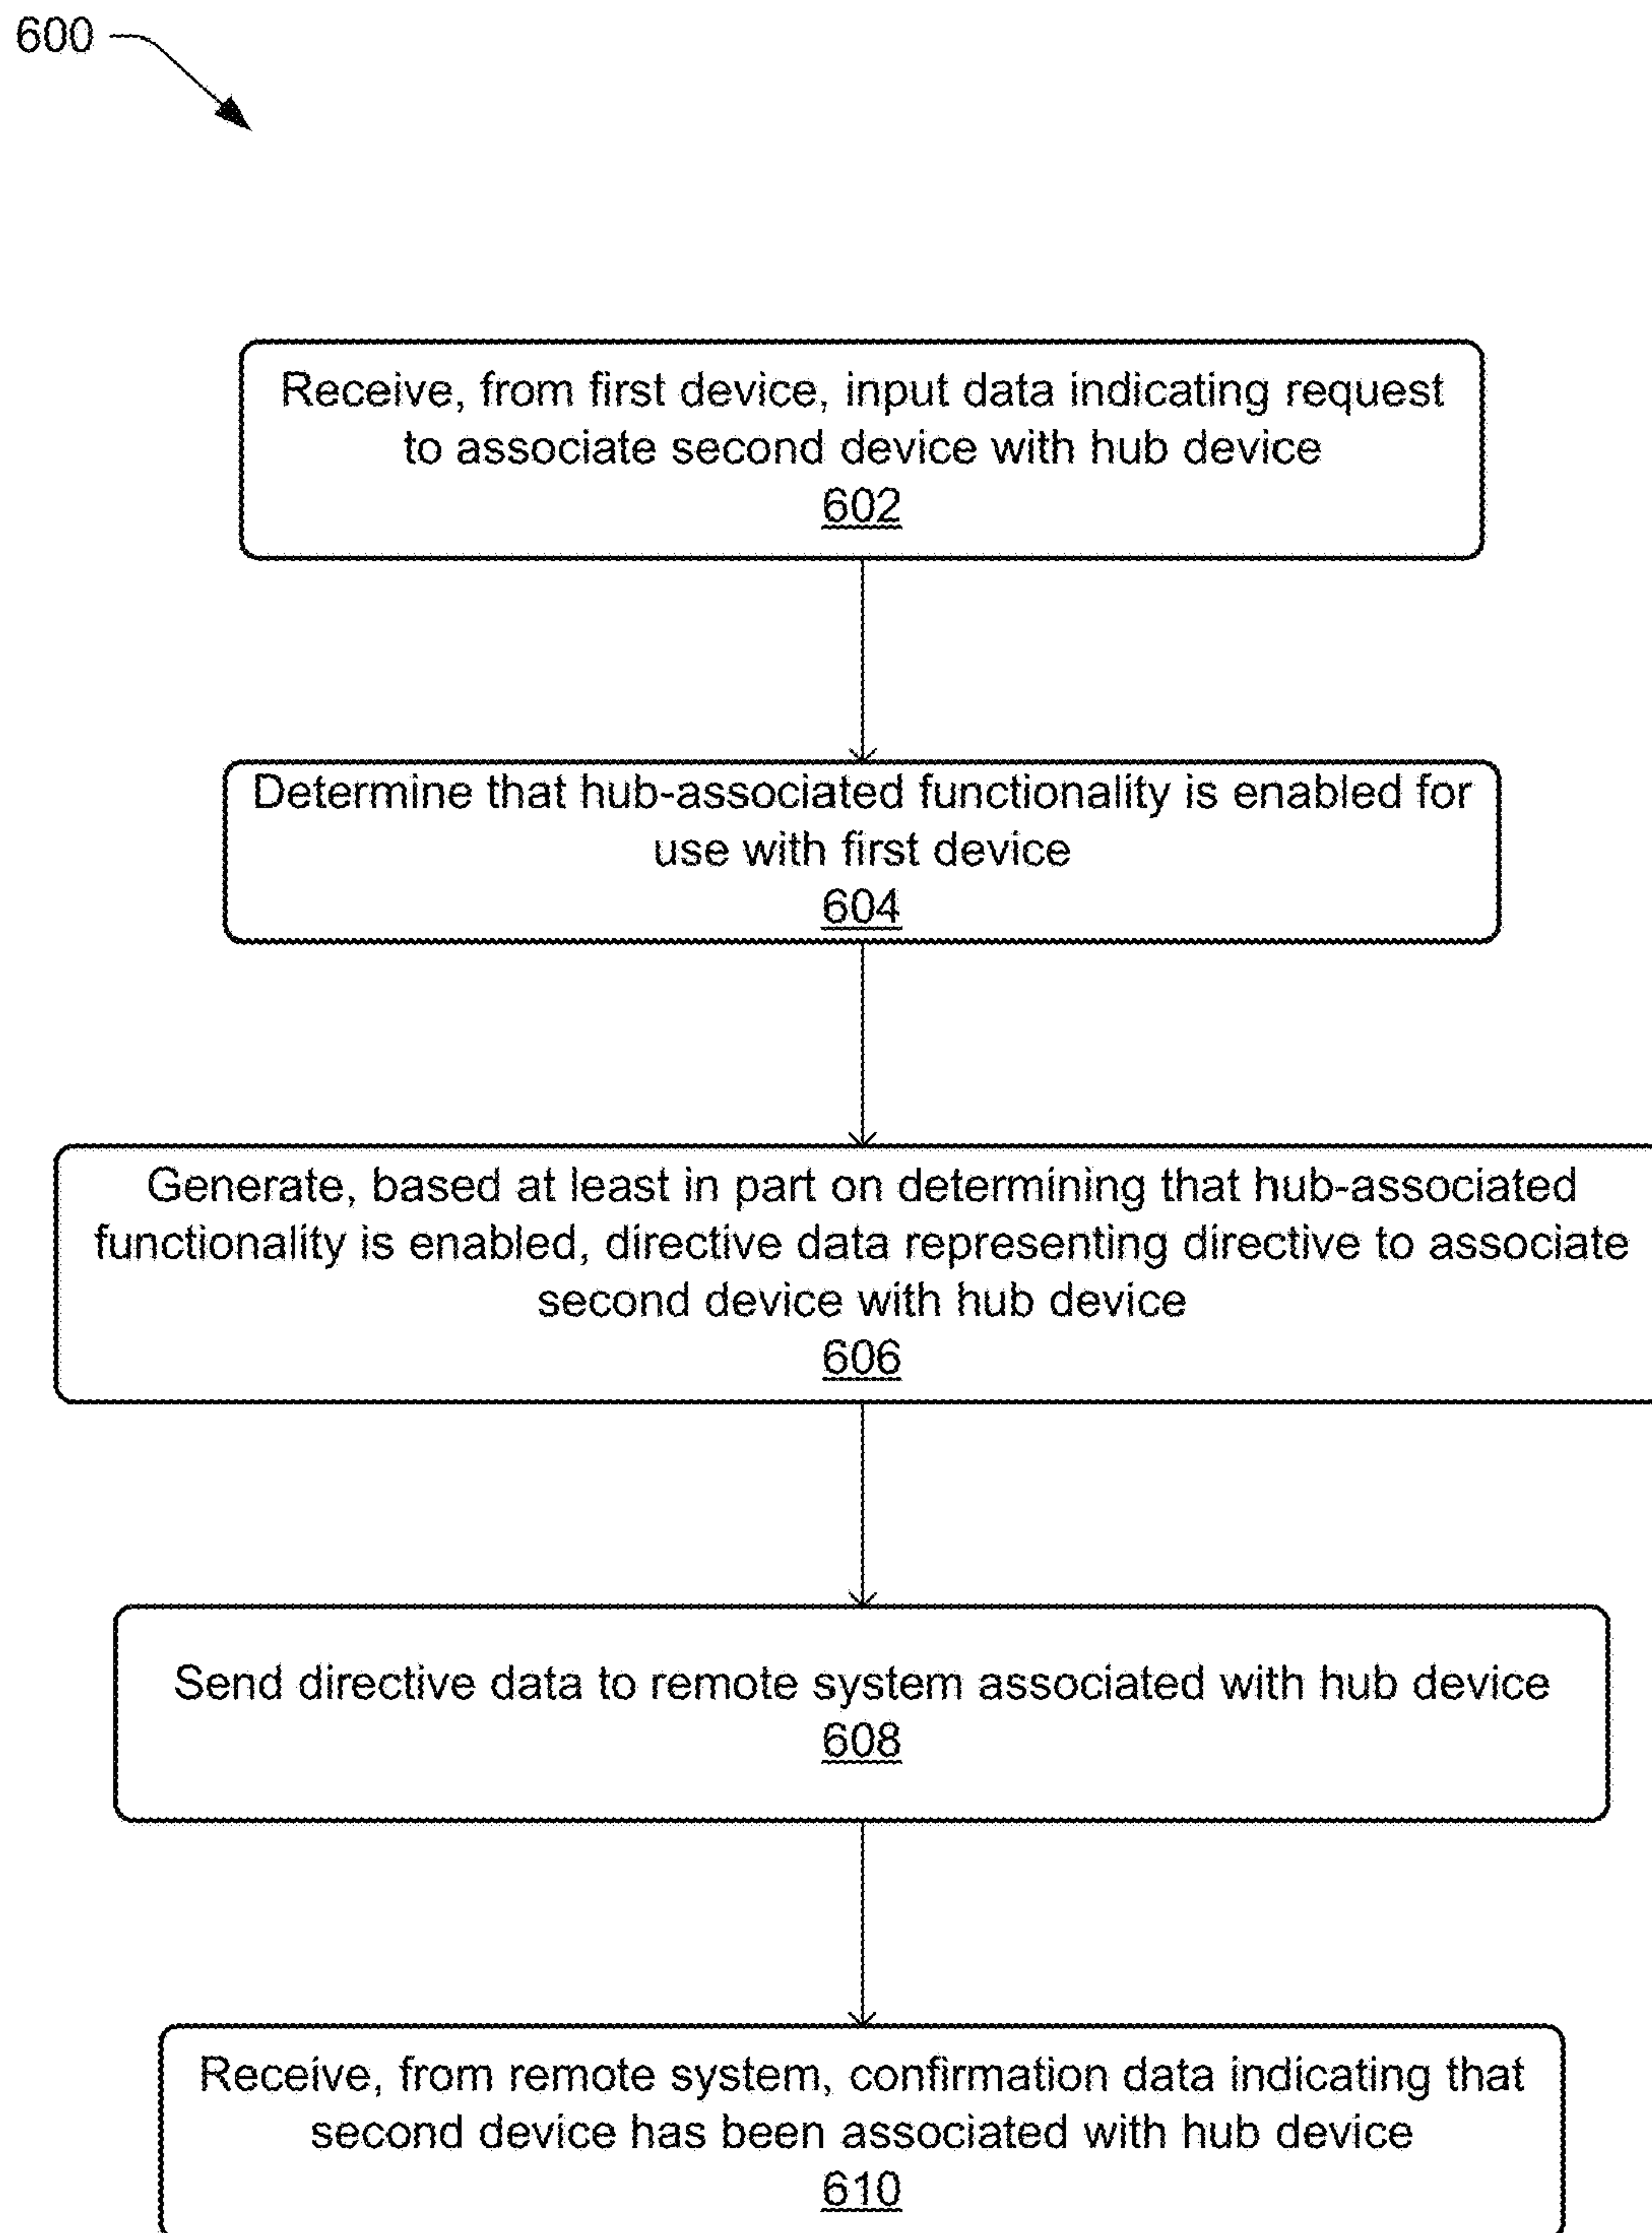 600
Receive, from first device, input data indicating request
to associate second device with hub device
602
Determine that hub-associated functionality is enabled for
use with first device
604
Generate, based at least in part on determining that hub-associated
functionality is enabled, directive data representing directive to associate
second device with hub device
606
Send directive data to remote system associated with hub device
608
Receive, from remote system, confirmation data indicating that
second device has been associated with hub device
610